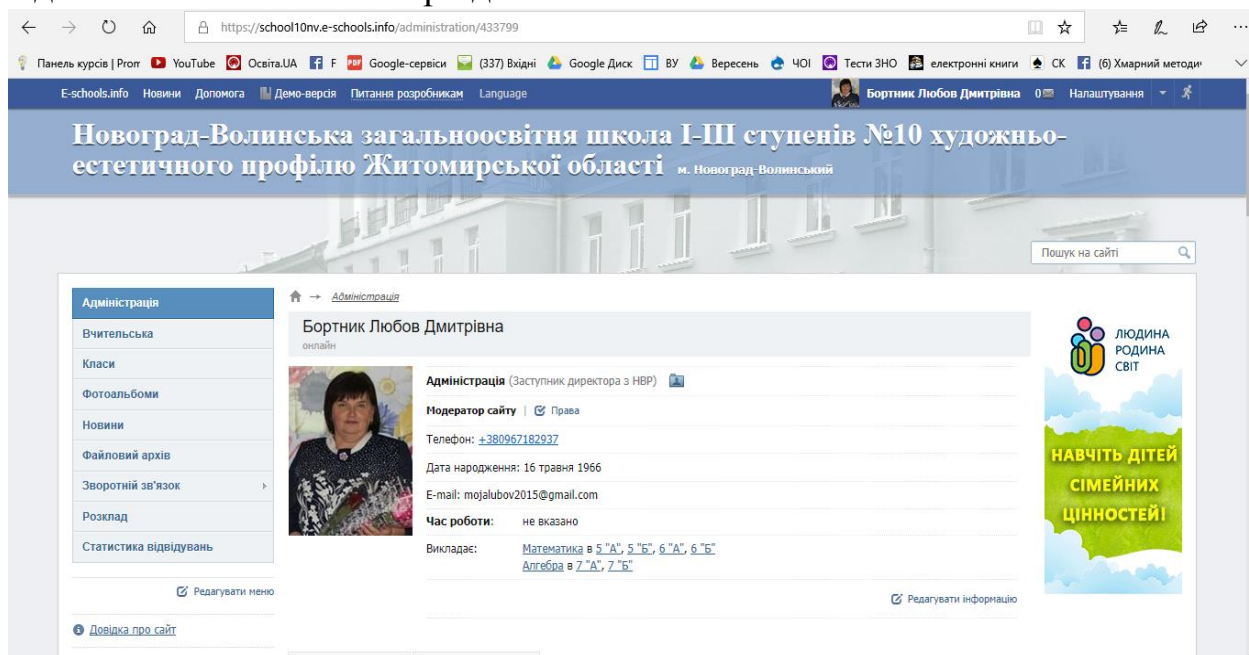 https://school10nv.e-schools.info/administration/433799
Панель курсів | Prom YouTube Освіта.UA F PDF Google-сервіси (337) Вхідні Google Диск ВУ Вересень ЧОІ Тести ЗНО електронні книги СК (6) Хмарний методич
E-schools.info Новини Допомога Демо-версія Питання розробникам Language Бортник Любов Дмитрівна 0 Налаштування
Новоград-Волинська загальноосвітня школа І-ІІІ ступенів №10 художньо-
естетичного профілю Житомирської області м. Новоград-Волинський
Пошук на сайті
Адміністрація
Вчительська
Класи
Фотоальбоми
Новини
Файловий архів
Зворотній зв'язок
Розклад
Статистика відвідувань
Редагувати меню
Довідка про сайт
→ Адміністрація
Бортник Любов Дмитрівна
онлайн
Адміністрація (Заступник директора з НВР)
Модератор сайту | Права
Телефон: +380967182937
Дата народження: 16 травня 1966
E-mail: mojalubov2015@gmail.com
Час роботи: не вказано
Викладає: Математика в 5 "А", 5 "Б", 6 "А", 6 "Б"
Алгебра в 7 "А", 7 "Б"
Редагувати інформацію
ЛЮДИНА
РОДИНА
СВІТ
НАВЧІТЬ ДІТЕЙ
СІМЕЙНИХ
ЦІННОСТЕЙ!